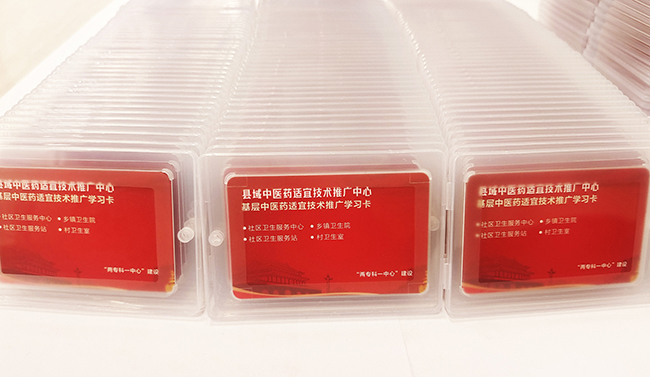 县域中医药适宜技术推广中心
基层中医药适宜技术推广学习卡
•社区卫生服务中心 •乡镇卫生院
•社区卫生服务站 •村卫生室
“两专科一中心”建设
县域中医药适宜技术推广中心
基层中医药适宜技术推广学习卡
•社区卫生服务中心 •乡镇卫生院
•社区卫生服务站 •村卫生室
“两专科一中心”建设
县域中医药适宜技术推广中心
基层中医药适宜技术推广学习卡
•社区卫生服务中心 •乡镇卫生院
•社区卫生服务站 •村卫生室
“两专科一中心”建设